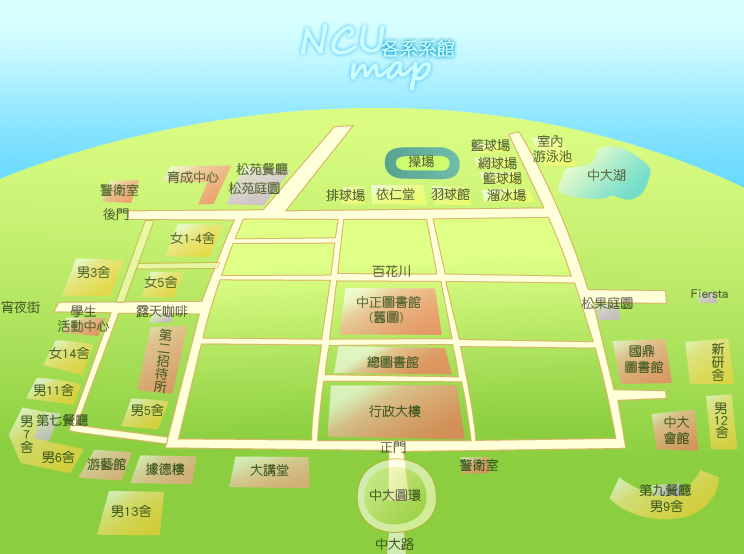 NCU各系系館
map
籃球場
室內
游泳池
操場
網球場
籃球場
中大湖
松苑餐廳
育成中心
警衛室
松苑庭園
排球場
依仁堂
羽球館
溜冰場
後門
女1-4舍
男3舍
百花川
女5舍
Fiersta
宵夜街
學生
活動中心
露天咖啡
中正圖書館
(舊圖)
松果庭園
第二招待所
女14舍
總圖書館
國鼎
圖書館
新研舍
男11舍
男5舍
行政大樓
男12舍
男7舍
第七餐廳
中大
會館
正門
男6舍
游藝館
據德樓
大講堂
警衛室
中大圓環
第九餐廳
男9舍
男13舍
中大路